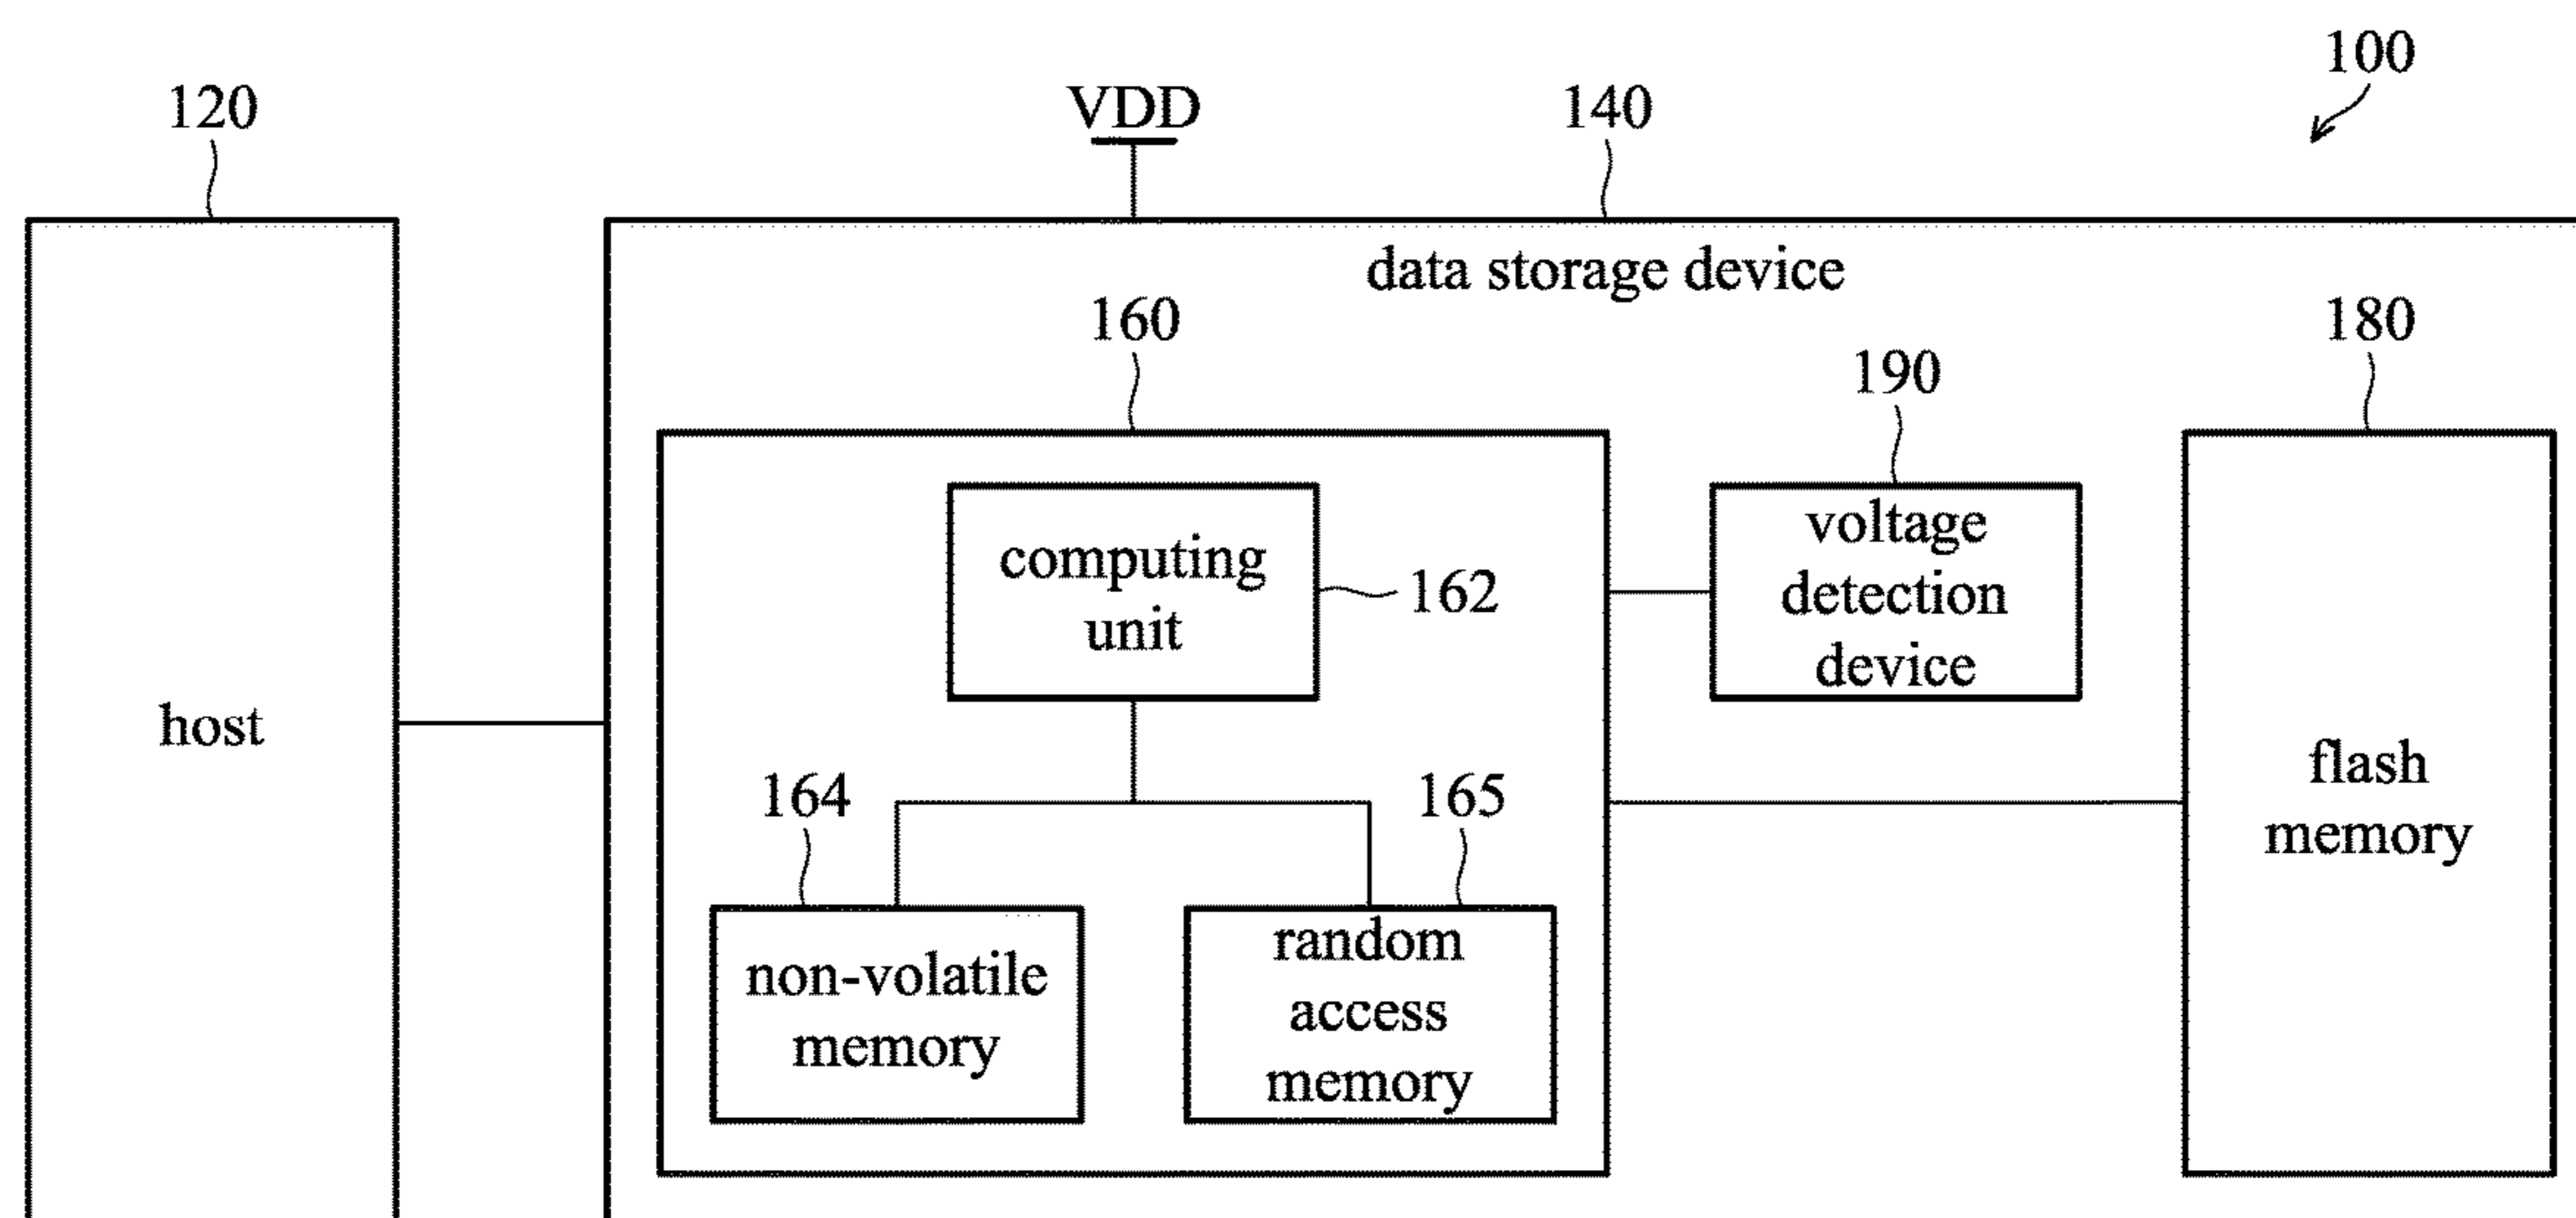 100
120
VDD
140
data storage device
160
180
190
voltage
detection
device
computing
unit
162
host
flash
memory
164
165
non-volatile
memory
random
access
memory